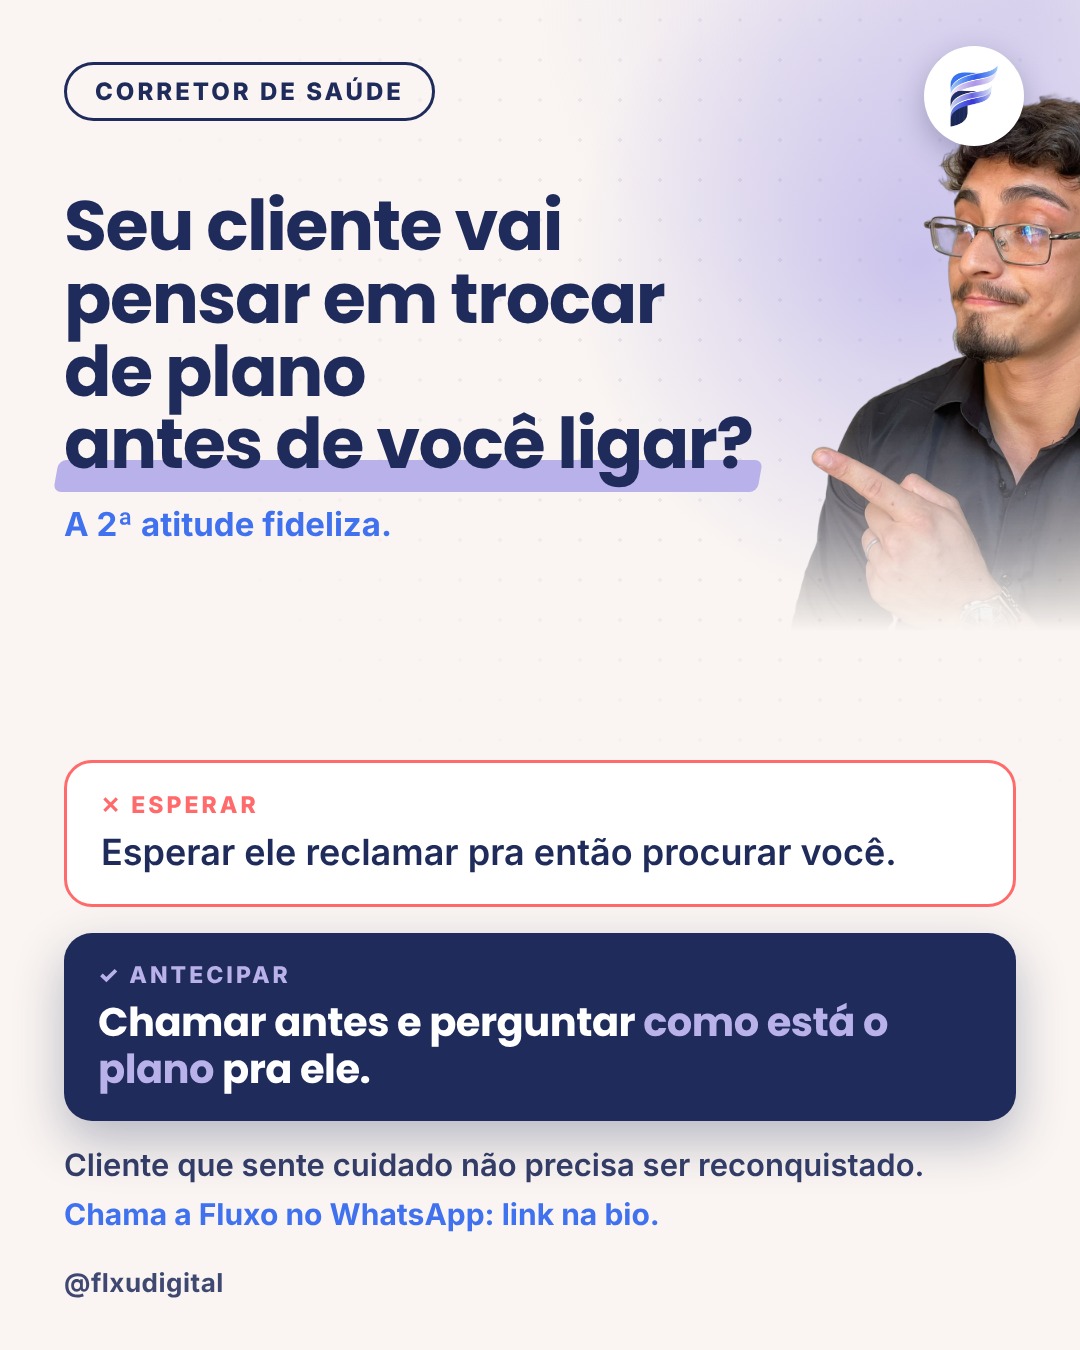 CORRETOR DE SAÚDE
Seu cliente vai
pensar em trocar
de plano
antes de você ligar?
A 2ª atitude fideliza.
✕ ESPERAR
Esperar ele reclamar pra então procurar você.
✓ ANTECIPAR
Chamar antes e perguntar como está o
plano pra ele.
Cliente que sente cuidado não precisa ser reconquistado.
Chama a Fluxo no WhatsApp: link na bio.
@flxudigital